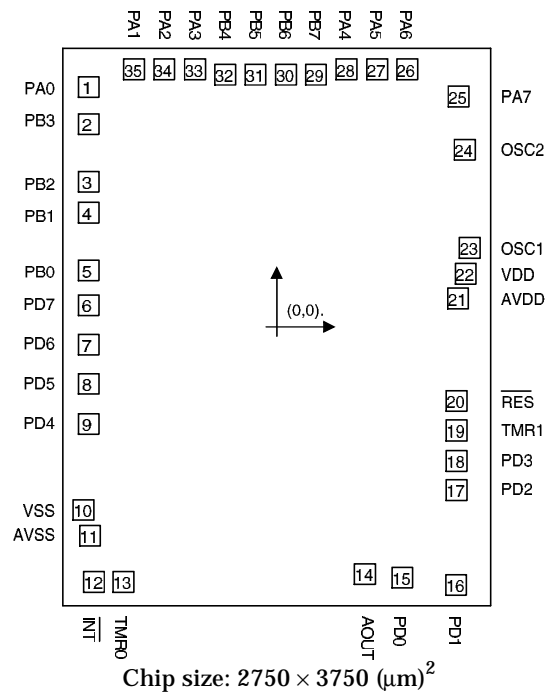 PA1 PA2 PA3 PB4 PB5 PB6 PB7 PA4 PA5 PA6
35 34 33 32 31 30 29 28 27 26
PA0 1
25 PA7
PB3 2
24 OSC2
PB2 3
PB1 4
23 OSC1
PB0 5
22 VDD
21 AVDD
PD7 6
(0,0).
PD6 7
PD5 8
20 RES
PD4 9
19 TMR1
18 PD3
17 PD2
VSS 10
AVSS 11
12 13 14 15 16
INT TMR0 AOUT PD0 PD1
Chip size: 2750 × 3750 (μm)²